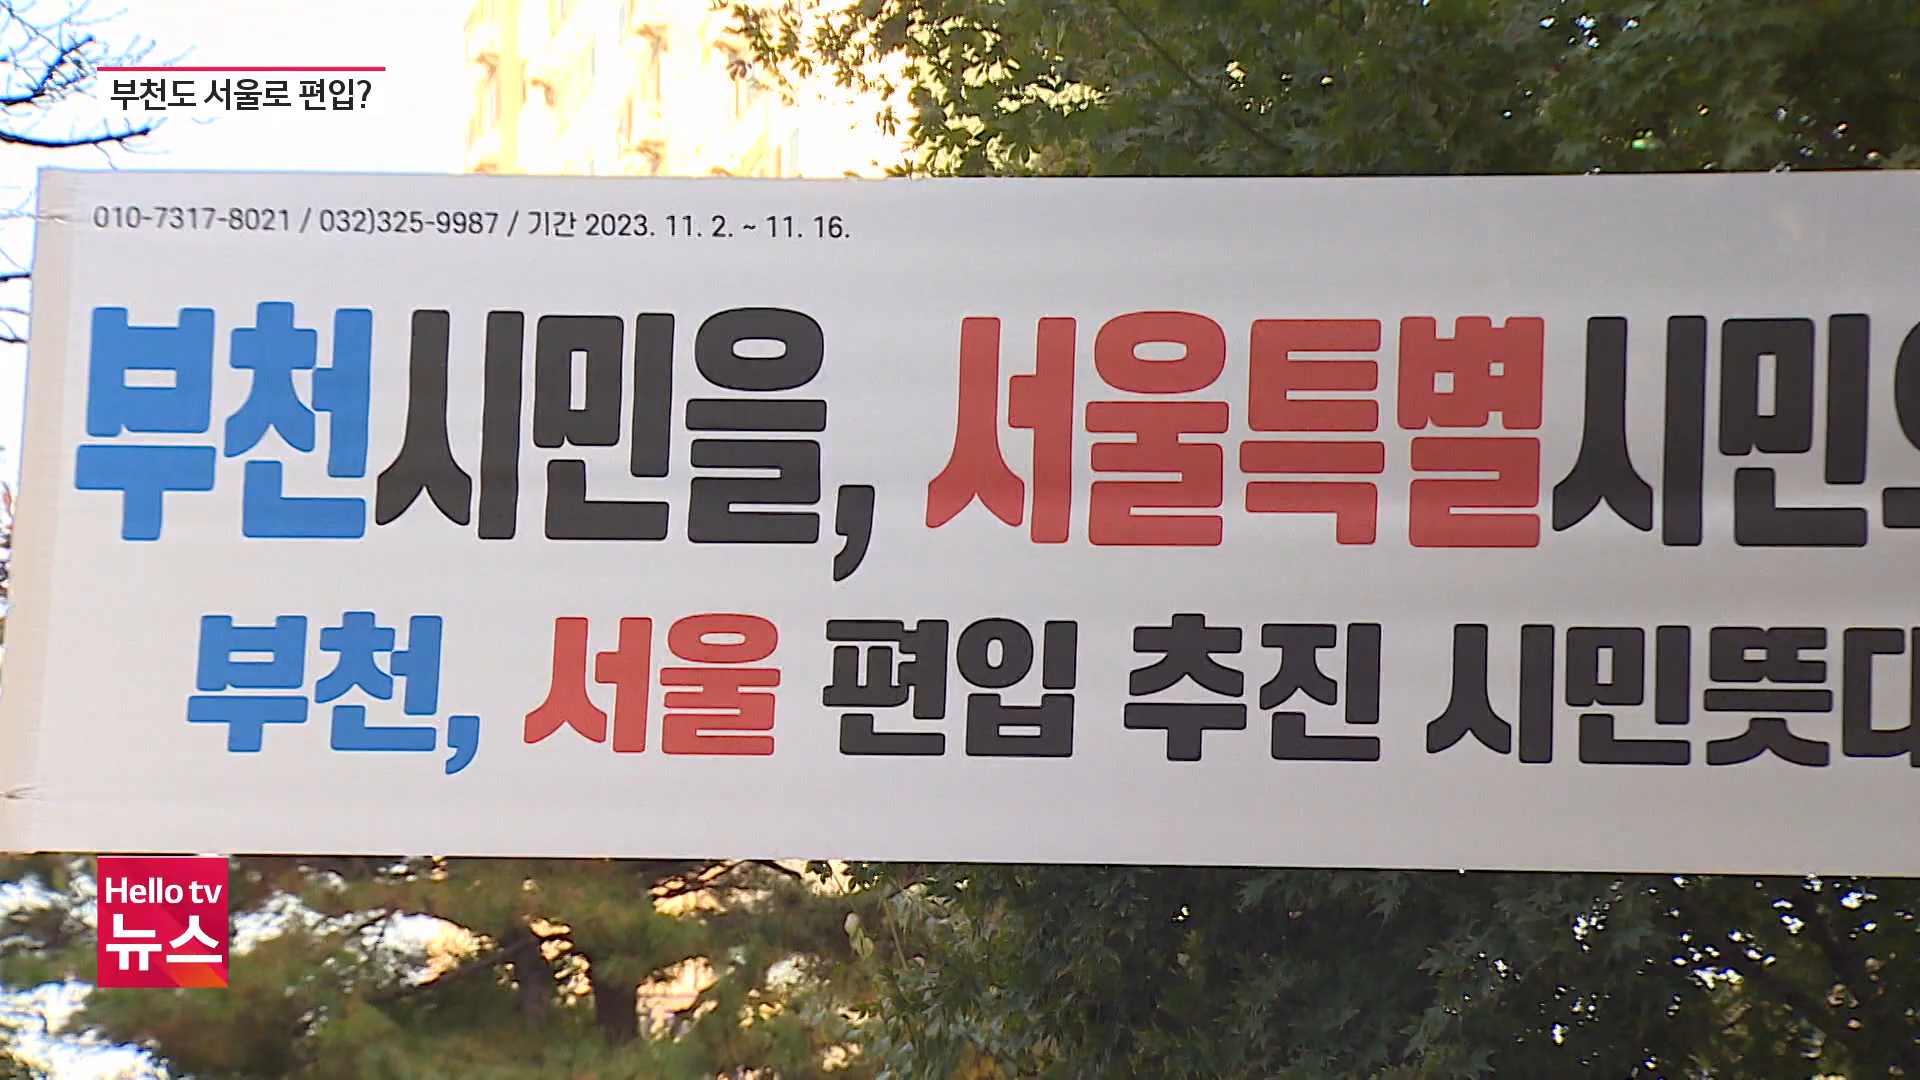 부천도 서울로 편입?
010-7317-8021 / 032)325-9987 / 기간 2023. 11. 2. ~ 11. 16.
부천시민을, 서울특별시민
부천, 서울 편입 추진 시민뜻
Hello tv
뉴스